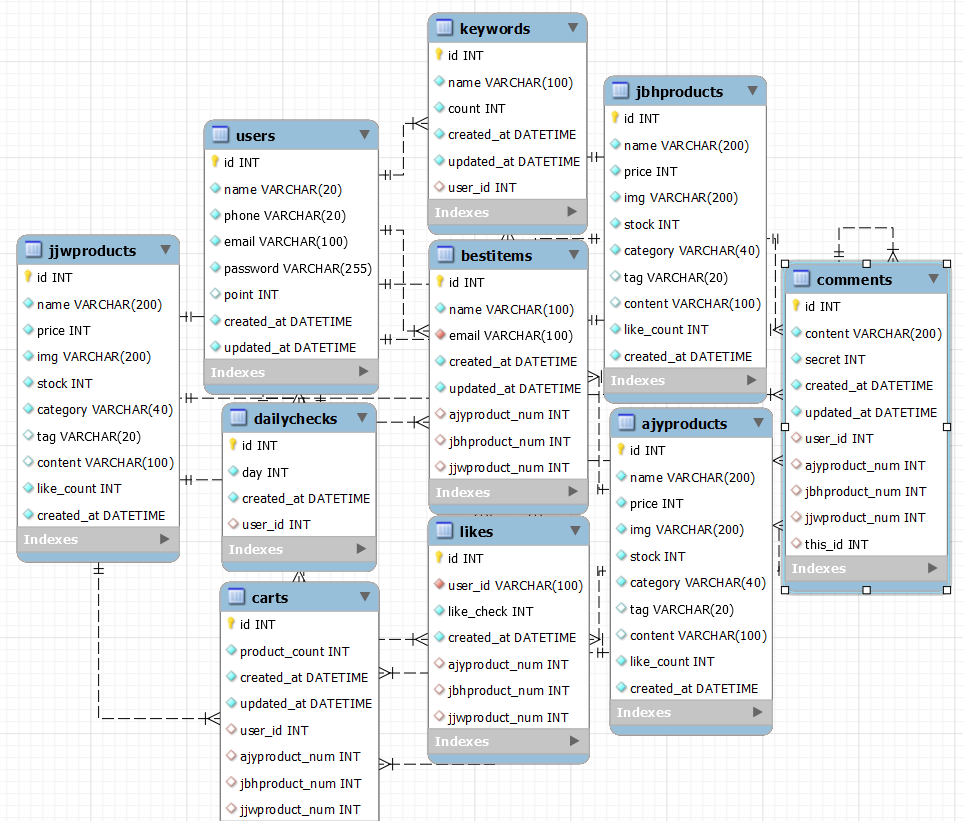 keywords
id INT
name VARCHAR(100)
count INT
created_at DATETIME
updated_at DATETIME
user_id INT
Indexes
jbhproducts
id INT
name VARCHAR(200)
price INT
img VARCHAR(200)
stock INT
category VARCHAR(40)
tag VARCHAR(20)
content VARCHAR(100)
like_count INT
created_at DATETIME
Indexes
users
id INT
name VARCHAR(20)
phone VARCHAR(20)
email VARCHAR(100)
password VARCHAR(255)
point INT
created_at DATETIME
updated_at DATETIME
Indexes
jjwproducts
id INT
name VARCHAR(200)
price INT
img VARCHAR(200)
stock INT
category VARCHAR(40)
tag VARCHAR(20)
content VARCHAR(100)
like_count INT
created_at DATETIME
Indexes
bestitems
id INT
name VARCHAR(100)
email VARCHAR(100)
created_at DATETIME
updated_at DATETIME
ajyproduct_num INT
jbhproduct_num INT
jjwproduct_num INT
Indexes
comments
id INT
content VARCHAR(200)
secret INT
created_at DATETIME
updated_at DATETIME
user_id INT
ajyproduct_num INT
jbhproduct_num INT
jjwproduct_num INT
this_id INT
Indexes
dailychecks
id INT
day INT
created_at DATETIME
user_id INT
Indexes
ajyproducts
id INT
name VARCHAR(200)
price INT
img VARCHAR(200)
stock INT
category VARCHAR(40)
tag VARCHAR(20)
content VARCHAR(100)
like_count INT
created_at DATETIME
Indexes
likes
id INT
user_id VARCHAR(100)
like_check INT
created_at DATETIME
ajyproduct_num INT
jbhproduct_num INT
jjwproduct_num INT
Indexes
carts
id INT
product_count INT
created_at DATETIME
updated_at DATETIME
user_id INT
ajyproduct_num INT
jbhproduct_num INT
jjwproduct_num INT